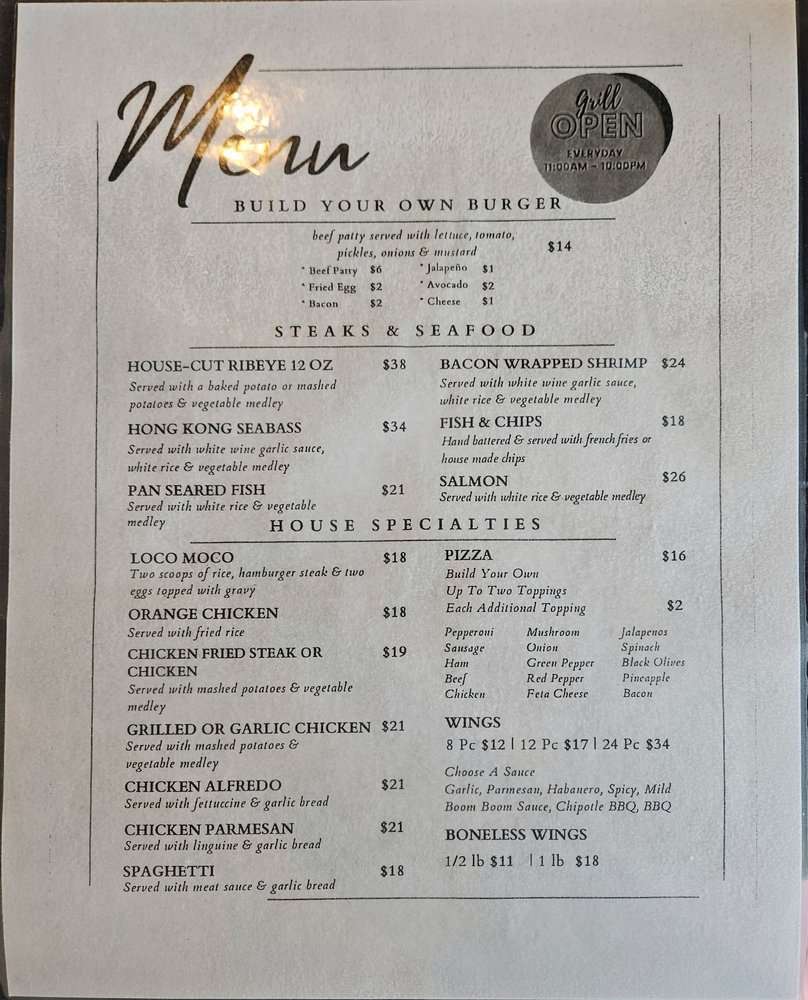 Menu
Grill
OPEN
EVERYDAY
11:00AM - 10:00PM
BUILD YOUR OWN BURGER
beef patty served with lettuce, tomato,
pickles, onions & mustard
$14
* Beef Patty $6 * Jalapeño $1
* Fried Egg $2 * Avocado $2
* Bacon $2 * Cheese $1
STEAKS & SEAFOOD
HOUSE-CUT RIBEYE 12 OZ $38
Served with a baked potato or mashed
potatoes & vegetable medley
HONG KONG SEABASS $34
Served with white wine garlic sauce,
white rice & vegetable medley
PAN SEARED FISH $21
Served with white rice & vegetable
medley
BACON WRAPPED SHRIMP $24
Served with white wine garlic sauce,
white rice & vegetable medley
FISH & CHIPS $18
Hand battered & served with french fries or
house made chips
SALMON $26
Served with white rice & vegetable medley
HOUSE SPECIALTIES
LOCO MOCO $18
Two scoops of rice, hamburger steak & two
eggs topped with gravy
ORANGE CHICKEN $18
Served with fried rice
CHICKEN FRIED STEAK OR $19
CHICKEN
Served with mashed potatoes & vegetable
medley
GRILLED OR GARLIC CHICKEN $21
Served with mashed potatoes &
vegetable medley
CHICKEN ALFREDO $21
Served with fettuccine & garlic bread
CHICKEN PARMESAN $21
Served with linguine & garlic bread
SPAGHETTI $18
Served with meat sauce & garlic bread
PIZZA $16
Build Your Own
Up To Two Toppings
Each Additional Topping $2
Pepperoni Mushroom Jalapenos
Sausage Onion Spinach
Ham Green Pepper Black Olives
Beef Red Pepper Pineapple
Chicken Feta Cheese Bacon
WINGS
8 Pc $12 | 12 Pc $17 | 24 Pc $34
Choose A Sauce
Garlic, Parmesan, Habanero, Spicy, Mild
Boom Boom Sauce, Chipotle BBQ, BBQ
BONELESS WINGS
1/2 lb $11 | 1 lb $18